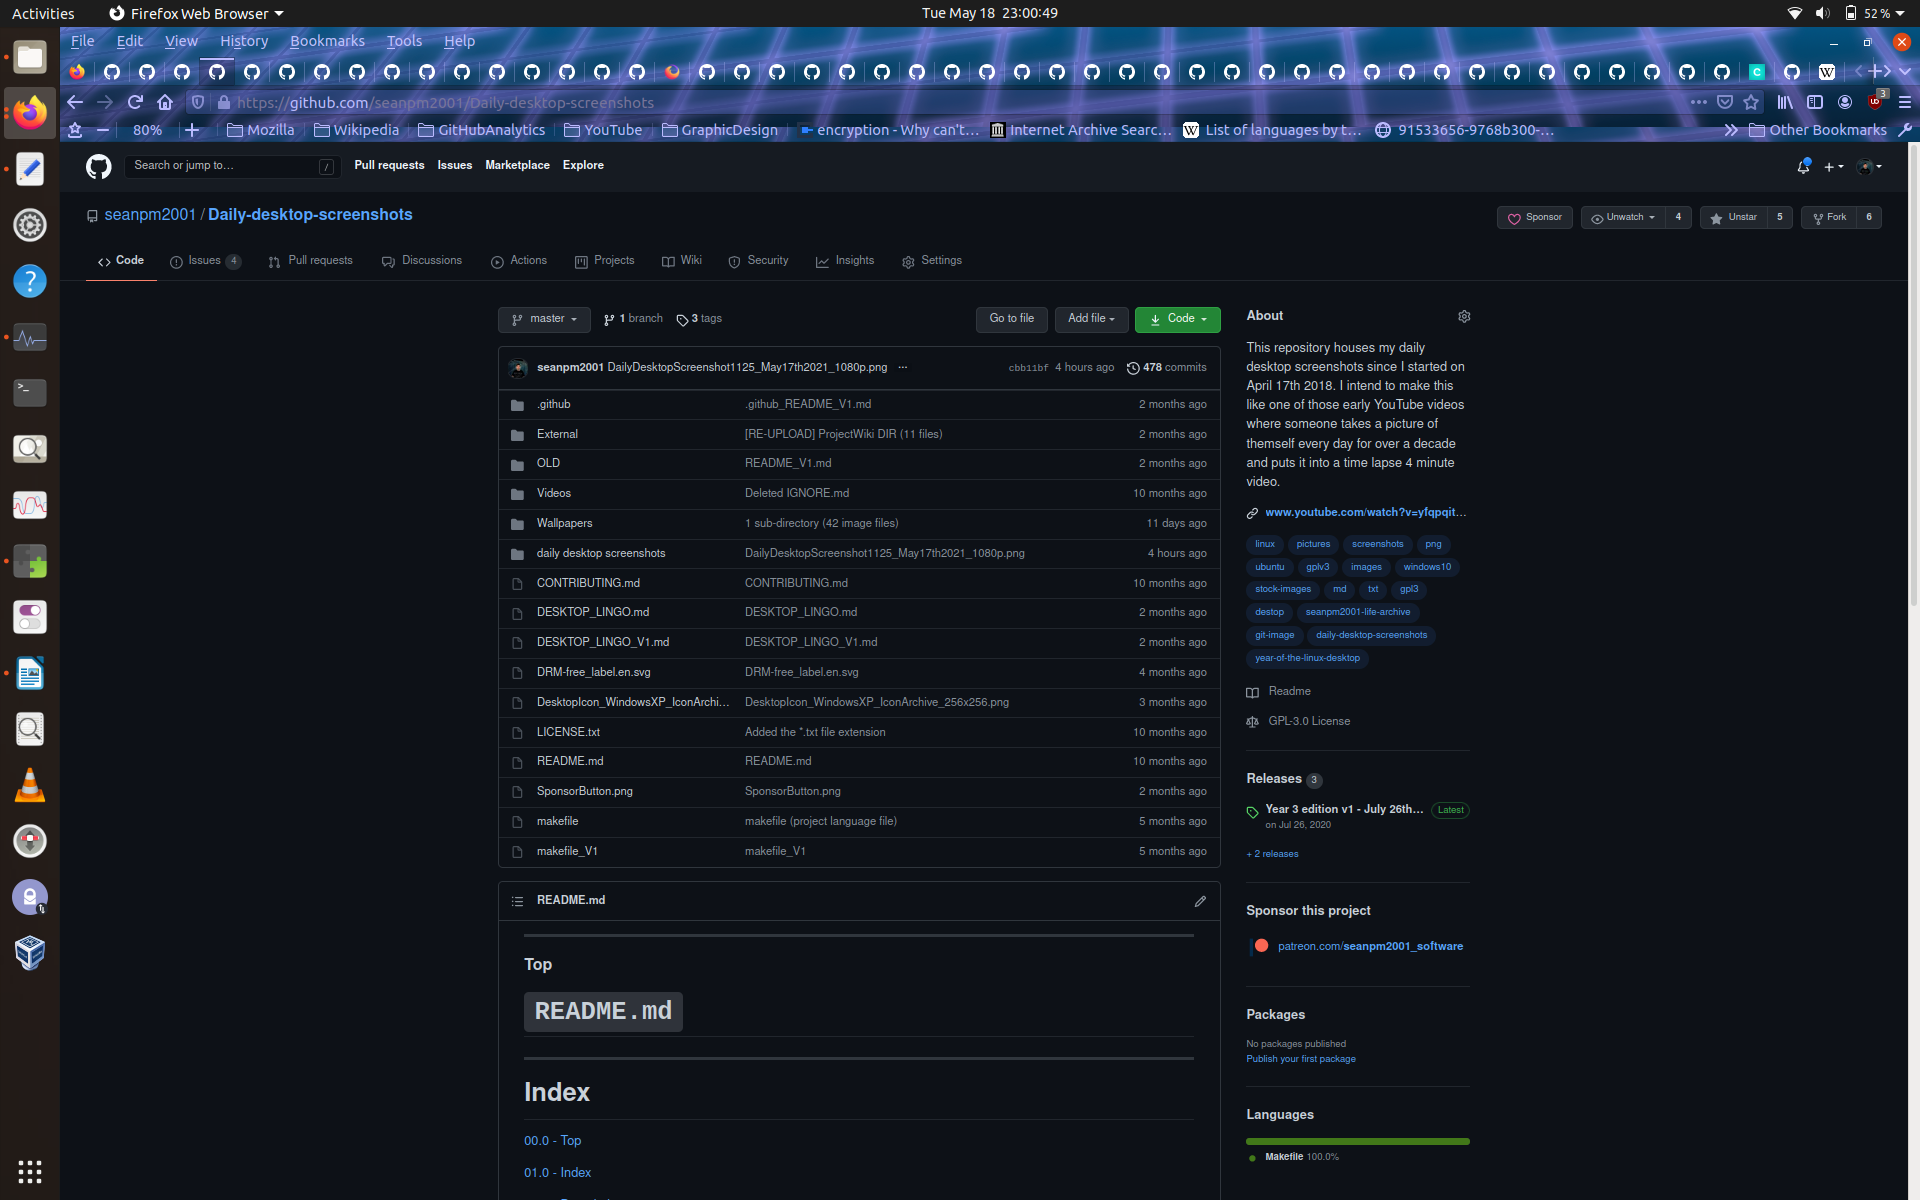 Activities Firefox Web Browser Tue May 18 23:00:49 52 %
File Edit View History Bookmarks Tools Help
https://github.com/seanpm2001/Daily-desktop-screenshots 3
80% Mozilla Wikipedia GitHubAnalytics YouTube GraphicDesign encryption - Why can't… Internet Archive Searc… List of languages by t… 91533656-9768b300-… Other Bookmarks
Search or jump to… / Pull requests Issues Marketplace Explore
seanpm2001 / Daily-desktop-screenshots Sponsor Unwatch 4 Unstar 5 Fork 6
Code Issues 4 Pull requests Discussions Actions Projects Wiki Security Insights Settings
master 1 branch 3 tags Go to file Add file Code
seanpm2001 DailyDesktopScreenshot1125_May17th2021_1080p.png ... cbb11bf 4 hours ago 478 commits
.github .github_README_V1.md 2 months ago
External [RE-UPLOAD] ProjectWiki DIR (11 files) 2 months ago
OLD README_V1.md 2 months ago
Videos Deleted IGNORE.md 10 months ago
Wallpapers 1 sub-directory (42 image files) 11 days ago
daily desktop screenshots DailyDesktopScreenshot1125_May17th2021_1080p.png 4 hours ago
CONTRIBUTING.md CONTRIBUTING.md 10 months ago
DESKTOP_LINGO.md DESKTOP_LINGO.md 2 months ago
DESKTOP_LINGO_V1.md DESKTOP_LINGO_V1.md 2 months ago
DRM-free_label.en.svg DRM-free_label.en.svg 4 months ago
DesktopIcon_WindowsXP_IconArchi… DesktopIcon_WindowsXP_IconArchive_256x256.png 3 months ago
LICENSE.txt Added the *.txt file extension 10 months ago
README.md README.md 10 months ago
SponsorButton.png SponsorButton.png 2 months ago
makefile makefile (project language file) 5 months ago
makefile_V1 makefile_V1 5 months ago
README.md
Top
README.md
Index
00.0 - Top
01.0 - Index
About
This repository houses my daily
desktop screenshots since I started on
April 17th 2018. I intend to make this
like one of those early YouTube videos
where someone takes a picture of
themself every day for over a decade
and puts it into a time lapse 4 minute
video.
www.youtube.com/watch?v=yfqpqit…
linux pictures screenshots png
ubuntu gplv3 images windows10
stock-images md txt gpl3
destop seanpm2001-life-archive
git-image daily-desktop-screenshots
year-of-the-linux-desktop
Readme
GPL-3.0 License
Releases 3
Year 3 edition v1 - July 26th… Latest
on Jul 26, 2020
+ 2 releases
Sponsor this project
patreon.com/seanpm2001_software
Packages
No packages published
Publish your first package
Languages
Makefile 100.0%